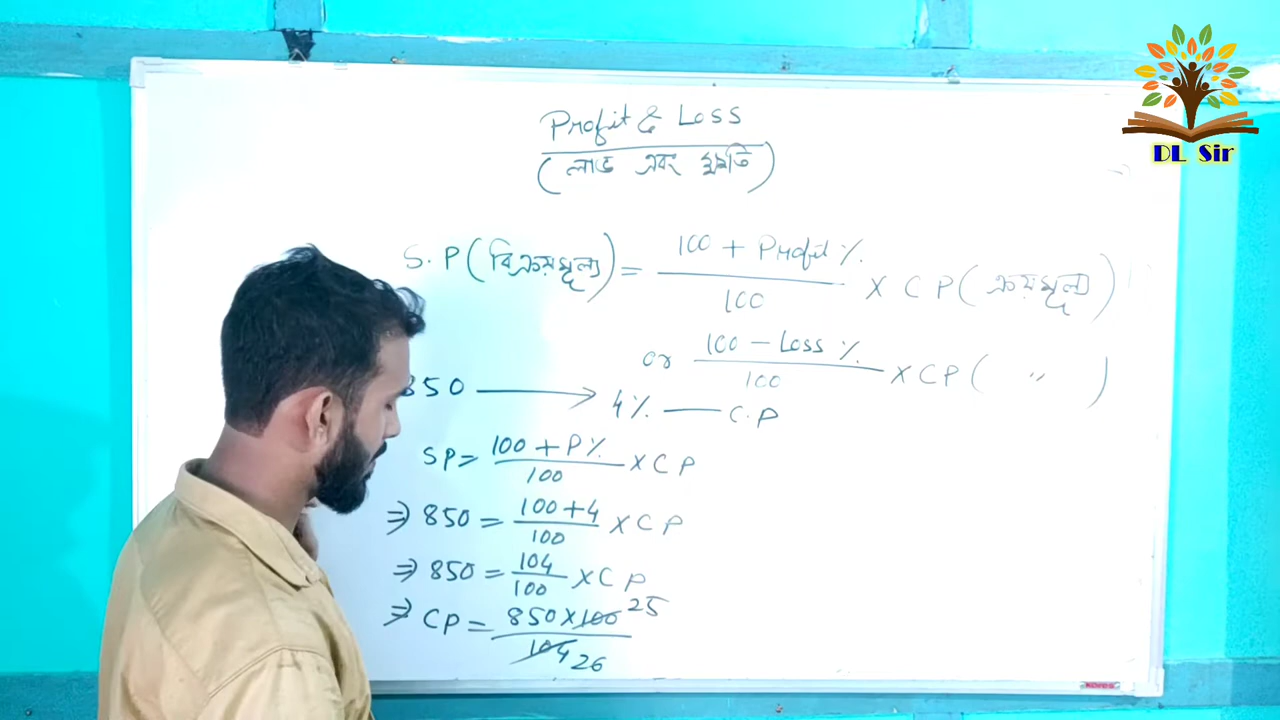 Profit & Loss
(লাভ এবং ক্ষতি)
S.P (বিক্রয়মূল্য) = 100 + Profit % / 100 X CP (ক্রয়মূল্য)
or 100 - Loss % / 100 X CP ( " )
850 → 4% — C.P
SP = 100 + P% / 100 X CP
⇒ 850 = 100+4 / 100 X CP
⇒ 850 = 104 / 100 X CP
⇒ CP = 850 X 100 25 / 104 26
DL Sir
KORES